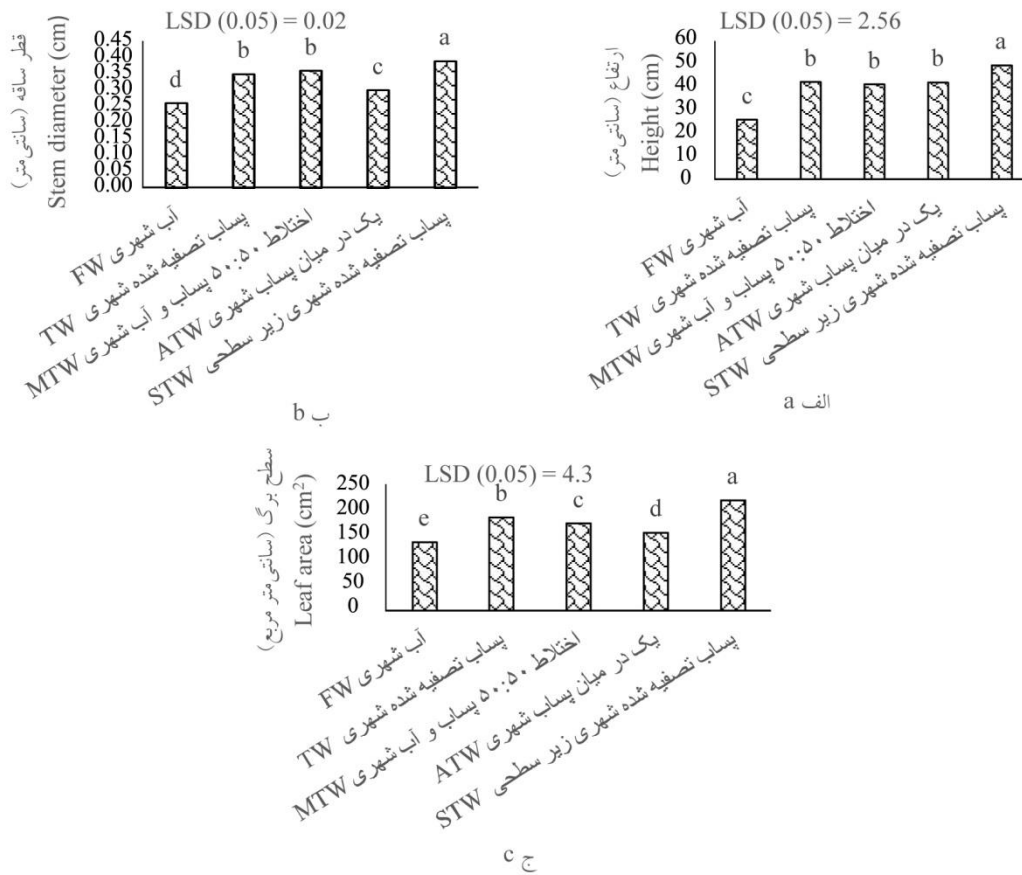 LSD (0.05) = 0.02
قطر ساقه (سانتی‌متر)
Stem diameter (cm)
0.45
0.40
0.35
0.30
0.25
0.20
0.15
0.10
0.05
0.00
d
b
b
c
a
آب شهری FW
پساب تصفیه شده شهری TW
اختلاط ۵۰:۵۰ پساب و آب شهری MTW
یک در میان پساب شهری ATW
پساب تصفیه شده شهری زیر سطحی STW
ب b
LSD (0.05) = 2.56
ارتفاع (سانتی‌متر)
Height (cm)
60
50
40
30
20
10
0
c
b
b
b
a
آب شهری FW
پساب تصفیه شده شهری TW
اختلاط ۵۰:۵۰ پساب و آب شهری MTW
یک در میان پساب شهری ATW
پساب تصفیه شده شهری زیر سطحی STW
الف a
LSD (0.05) = 4.3
سطح برگ (سانتی‌متر مربع)
Leaf area (cm²)
250
200
150
100
50
0
e
b
c
d
a
آب شهری FW
پساب تصفیه شده شهری TW
اختلاط ۵۰:۵۰ پساب و آب شهری MTW
یک در میان پساب شهری ATW
پساب تصفیه شده شهری زیر سطحی STW
ج c